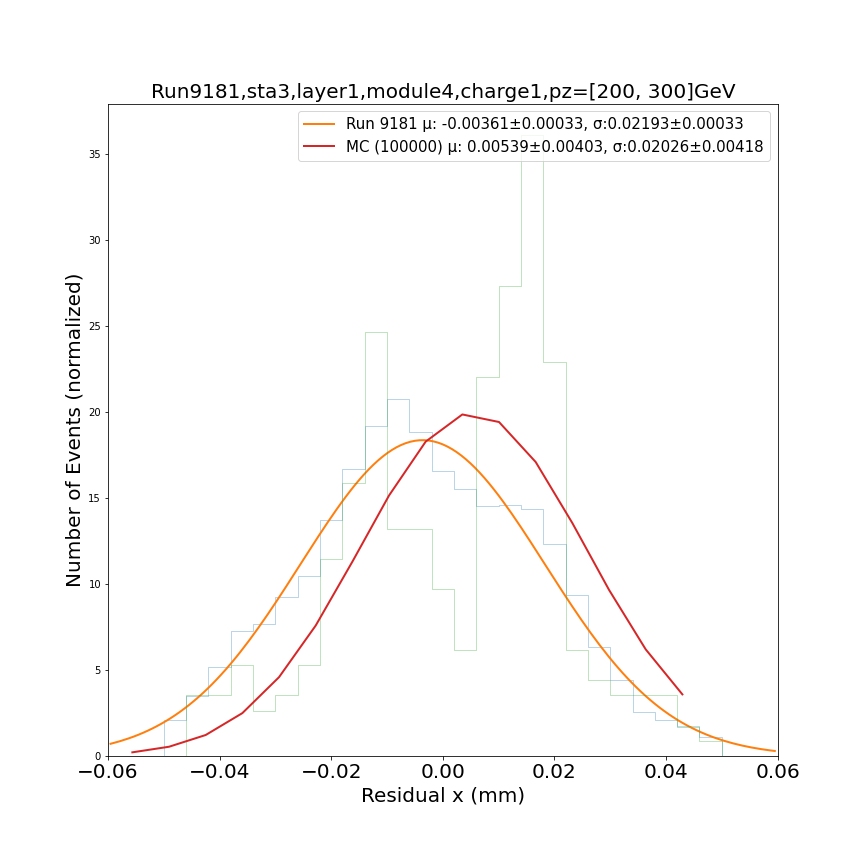 Run9181,sta3,layer1,module4,charge1,pz=[200, 300]GeV
Run 9181 μ: -0.00361±0.00033, σ:0.02193±0.00033
MC (100000) μ: 0.00539±0.00403, σ:0.02026±0.00418
Number of Events (normalized)
35
30
25
20
15
10
5
0
−0.06 −0.04 −0.02 0.00 0.02 0.04 0.06
Residual x (mm)